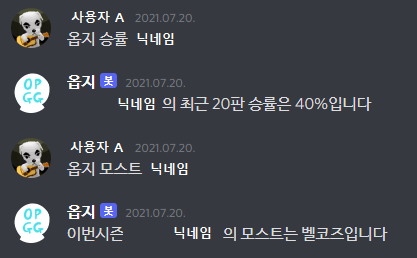 사용자 A 2021.07.20.
옵지 승률 닉네임
OP
GG
옵지 봇 2021.07.20.
닉네임 의 최근 20판 승률은 40%입니다
사용자 A 2021.07.20.
옵지 모스트 닉네임
OP
GG
옵지 봇 2021.07.20.
이번시즌 닉네임 의 모스트는 벨코즈입니다